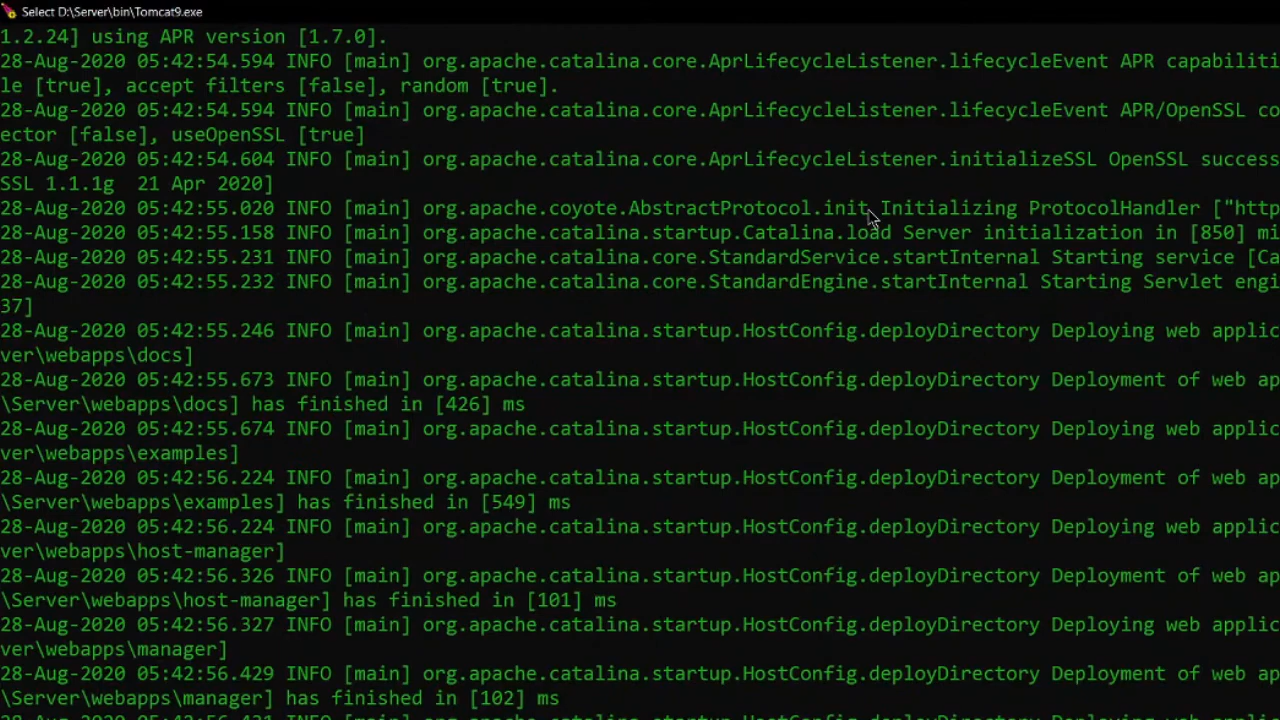 Select D:\Server\bin\Tomcat9.exe
1.2.24] using APR version [1.7.0].
28-Aug-2020 05:42:54.594 INFO [main] org.apache.catalina.core.AprLifecycleListener.lifecycleEvent APR capabiliti
le [true], accept filters [false], random [true].
28-Aug-2020 05:42:54.594 INFO [main] org.apache.catalina.core.AprLifecycleListener.lifecycleEvent APR/OpenSSL co
ector [false], useOpenSSL [true]
28-Aug-2020 05:42:54.604 INFO [main] org.apache.catalina.core.AprLifecycleListener.initializeSSL OpenSSL success
SSL 1.1.1g  21 Apr 2020]
28-Aug-2020 05:42:55.020 INFO [main] org.apache.coyote.AbstractProtocol.init Initializing ProtocolHandler ["http
28-Aug-2020 05:42:55.158 INFO [main] org.apache.catalina.startup.Catalina.load Server initialization in [850] mi
28-Aug-2020 05:42:55.231 INFO [main] org.apache.catalina.core.StandardService.startInternal Starting service [Ca
28-Aug-2020 05:42:55.232 INFO [main] org.apache.catalina.core.StandardEngine.startInternal Starting Servlet engi
37]
28-Aug-2020 05:42:55.246 INFO [main] org.apache.catalina.startup.HostConfig.deployDirectory Deploying web applic
ver\webapps\docs]
28-Aug-2020 05:42:55.673 INFO [main] org.apache.catalina.startup.HostConfig.deployDirectory Deployment of web ap
\Server\webapps\docs] has finished in [426] ms
28-Aug-2020 05:42:55.674 INFO [main] org.apache.catalina.startup.HostConfig.deployDirectory Deploying web applic
ver\webapps\examples]
28-Aug-2020 05:42:56.224 INFO [main] org.apache.catalina.startup.HostConfig.deployDirectory Deployment of web ap
\Server\webapps\examples] has finished in [549] ms
28-Aug-2020 05:42:56.224 INFO [main] org.apache.catalina.startup.HostConfig.deployDirectory Deploying web applic
ver\webapps\host-manager]
28-Aug-2020 05:42:56.326 INFO [main] org.apache.catalina.startup.HostConfig.deployDirectory Deployment of web ap
\Server\webapps\host-manager] has finished in [101] ms
28-Aug-2020 05:42:56.327 INFO [main] org.apache.catalina.startup.HostConfig.deployDirectory Deploying web applic
ver\webapps\manager]
28-Aug-2020 05:42:56.429 INFO [main] org.apache.catalina.startup.HostConfig.deployDirectory Deployment of web ap
\Server\webapps\manager] has finished in [102] ms